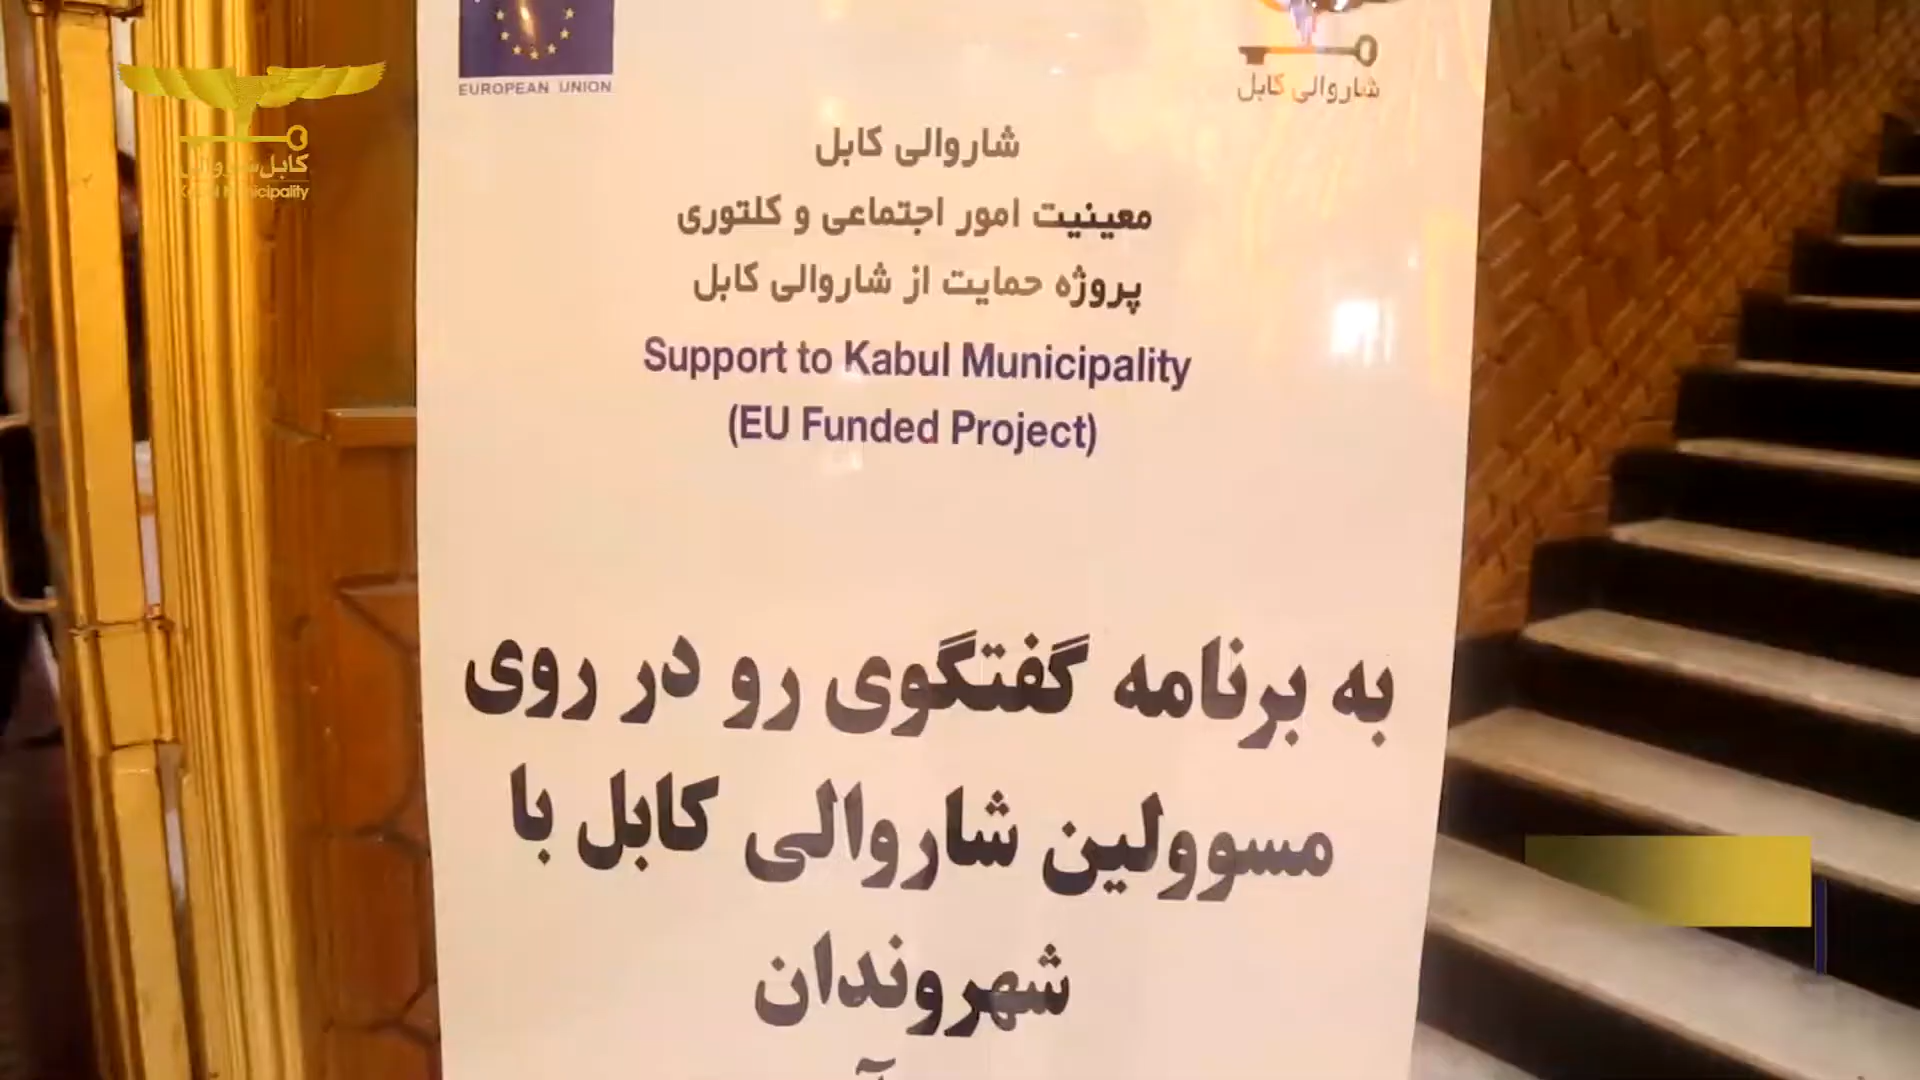 EUROPEAN UNION
شاروالی کابل
شاروالی کابل
معینیت امور اجتماعی و کلتوری
پروژه حمایت از شاروالی کابل
Support to Kabul Municipality
(EU Funded Project)
به برنامه گفتگوی رو در روی
مسوولین شاروالی کابل با
شهروندان
کابل ښاروالي
Kabul Municipality